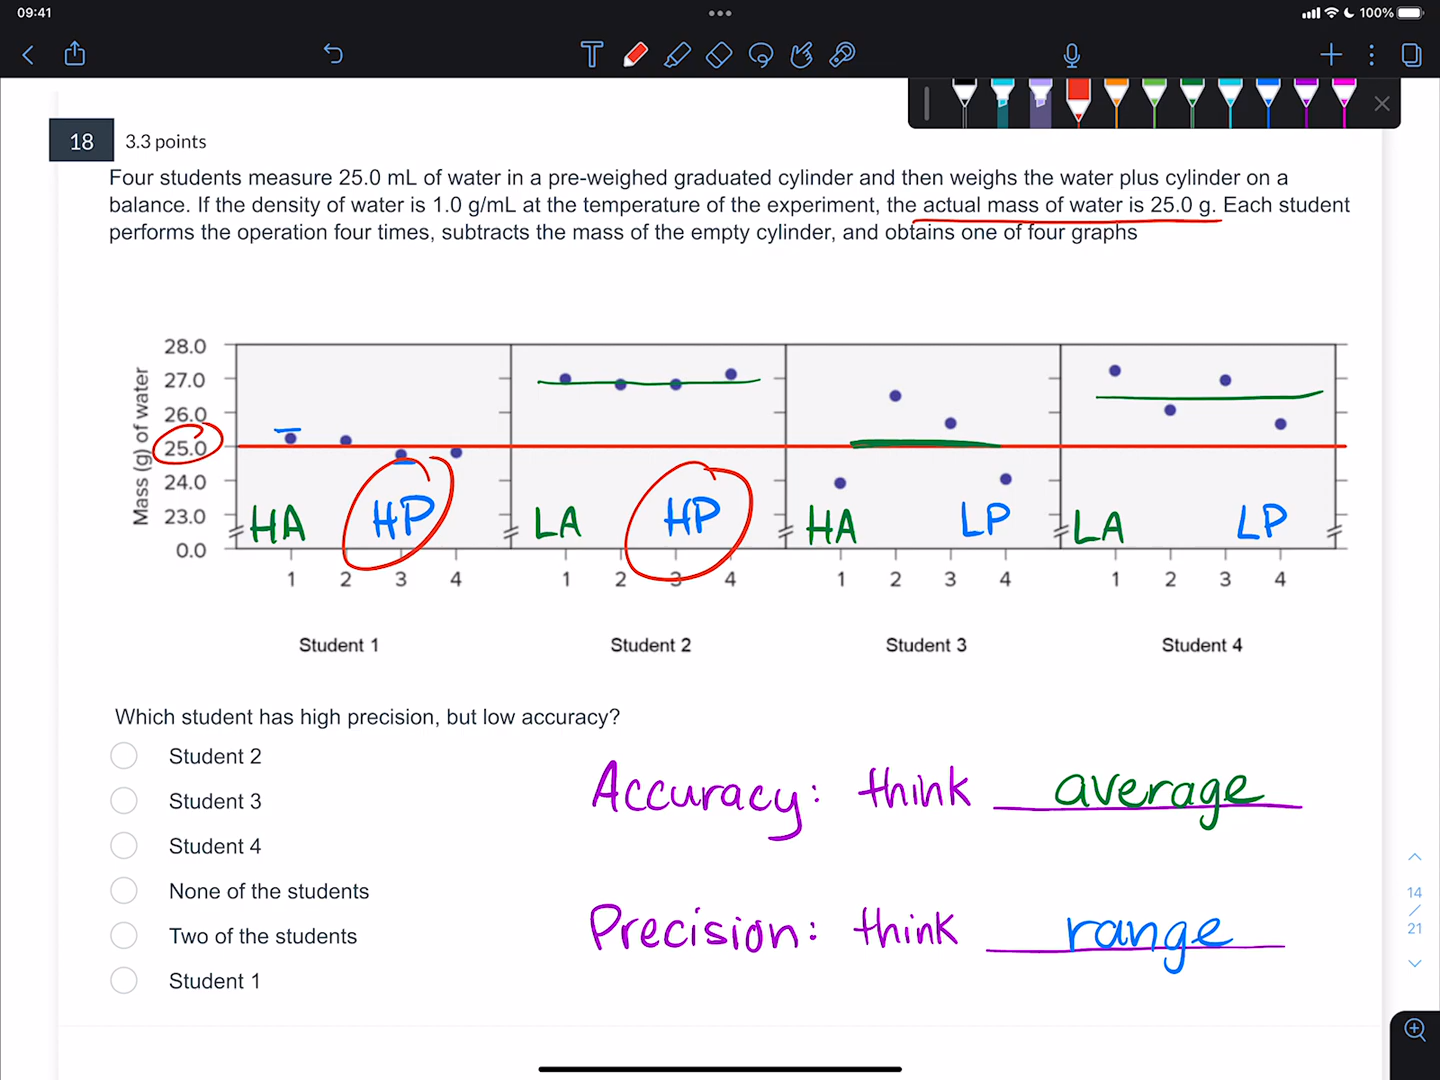 09:41
100%
18 3.3 points
Four students measure 25.0 mL of water in a pre-weighed graduated cylinder and then weighs the water plus cylinder on a
balance. If the density of water is 1.0 g/mL at the temperature of the experiment, the actual mass of water is 25.0 g. Each student
performs the operation four times, subtracts the mass of the empty cylinder, and obtains one of four graphs
Mass (g) of water
28.0
27.0
26.0
25.0
24.0
23.0
0.0
HA HP LA HP HA LP LA LP
1 2 3 4 1 2 3 4 1 2 3 4 1 2 3 4
Student 1 Student 2 Student 3 Student 4
Which student has high precision, but low accuracy?
Student 2
Student 3
Student 4
None of the students
Two of the students
Student 1
Accuracy: think average
Precision: think range
14
/
21